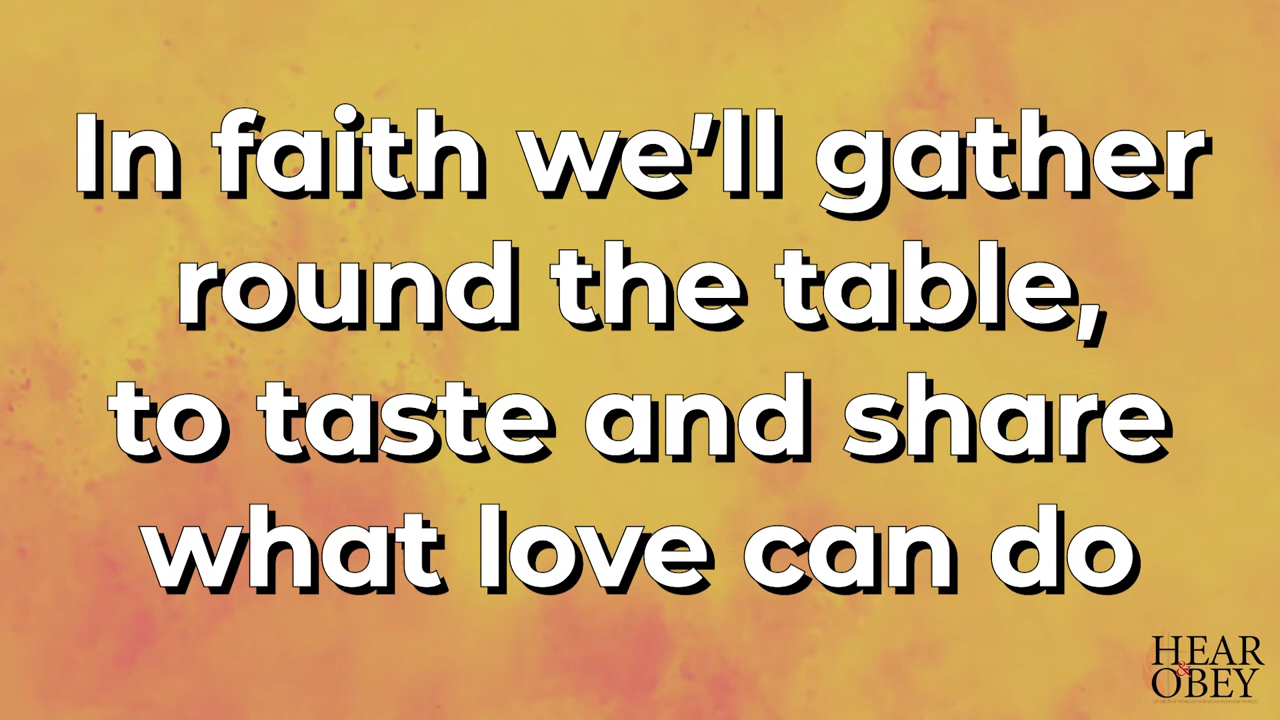 In faith we'll gather
round the table,
to taste and share
what love can do
HEAR
&
OBEY